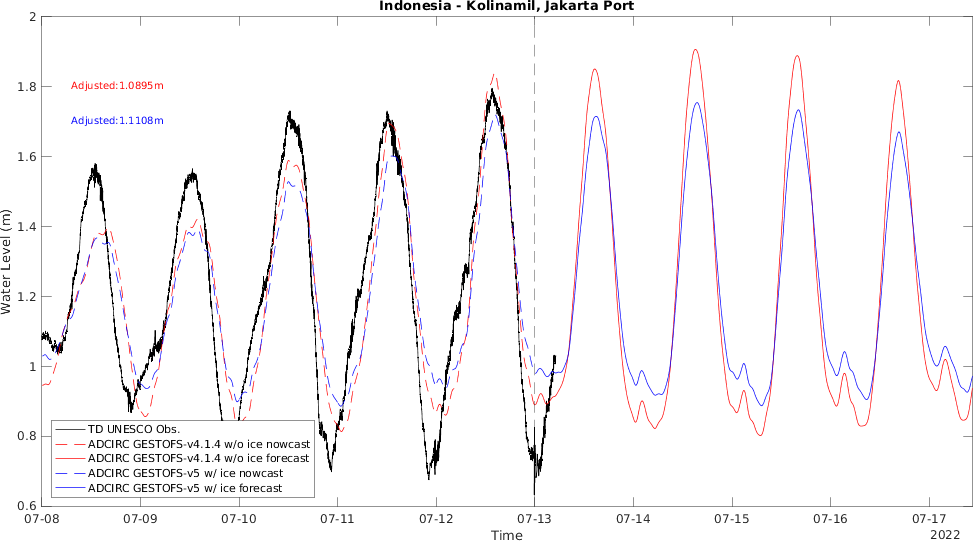 Indonesia - Kolinamil, Jakarta Port
2
1.8
1.6
1.4
1.2
1
0.8
0.6
Water Level (m)
Adjusted:1.0895m
Adjusted:1.1108m
TD UNESCO Obs.
ADCIRC GESTOFS-v4.1.4 w/o ice nowcast
ADCIRC GESTOFS-v4.1.4 w/o ice forecast
ADCIRC GESTOFS-v5 w/ ice nowcast
ADCIRC GESTOFS-v5 w/ ice forecast
07-08 07-09 07-10 07-11 07-12 07-13 07-14 07-15 07-16 07-17
Time
2022